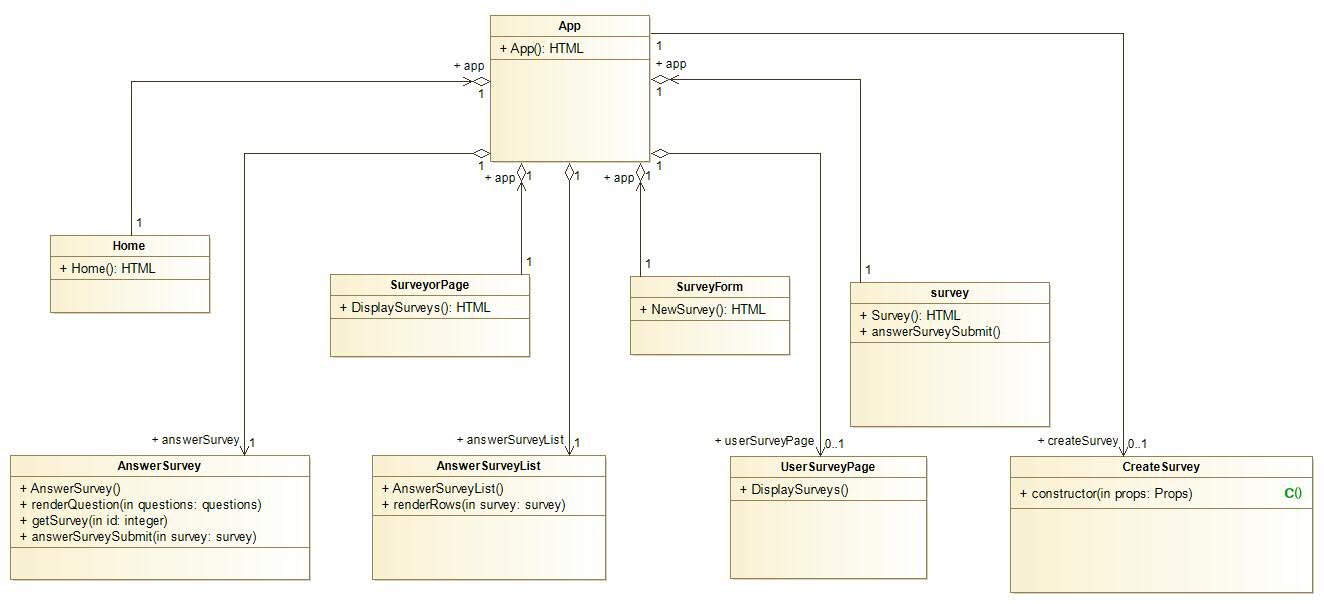 App
+ App(): HTML
1
+ app
1
+ app
1
1
+ app
1
1
+ app
1
1
1
Home
+ Home(): HTML
1
SurveyorPage
+ DisplaySurveys(): HTML
1
SurveyForm
+ NewSurvey(): HTML
1
survey
+ Survey(): HTML
+ answerSurveySubmit()
+ answerSurvey
1
AnswerSurvey
+ AnswerSurvey()
+ renderQuestion(in questions: questions)
+ getSurvey(in id: integer)
+ answerSurveySubmit(in survey: survey)
+ answerSurveyList
1
AnswerSurveyList
+ AnswerSurveyList()
+ renderRows(in survey: survey)
+ userSurveyPage
0..1
UserSurveyPage
+ DisplaySurveys()
+ createSurvey
0..1
CreateSurvey
+ constructor(in props: Props) C()